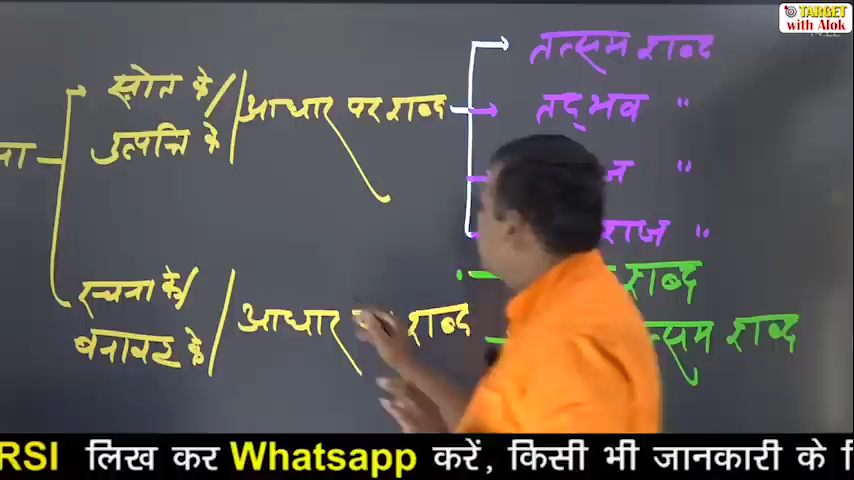 TARGET
with Alok
स्रोत के/
उत्पत्ति के
आधार पर शब्द
तत्सम शब्द
तद्भव "
ज "
राज "
रचना के/
बनावट के
आधार शब्द
शब्द
त्सम शब्द
RSI लिख कर Whatsapp करें, किसी भी जानकारी के